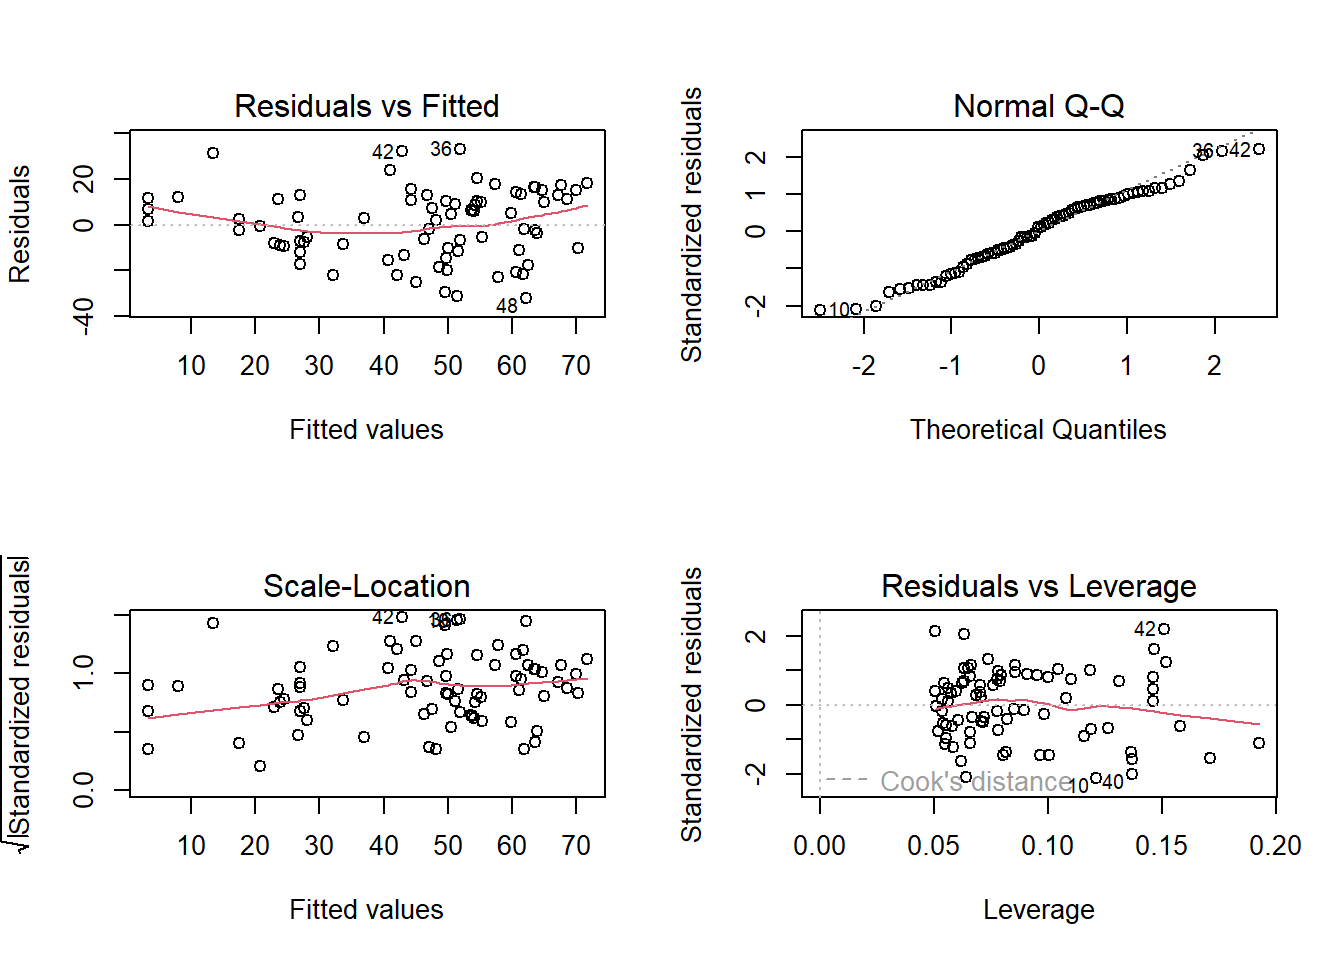 Residuals vs Fitted
Residuals
20
0
-40
42
36
48
10 20 30 40 50 60 70
Fitted values
Normal Q-Q
Standardized residuals
2
1
0
-2
36
42
10
-2 -1 0 1 2
Theoretical Quantiles
Scale-Location
√|Standardized residuals|
1.0
0.0
42
36
10 20 30 40 50 60 70
Fitted values
Residuals vs Leverage
Standardized residuals
2
0
-2
42
10
40
Cook's distance
0.00 0.05 0.10 0.15 0.20
Leverage